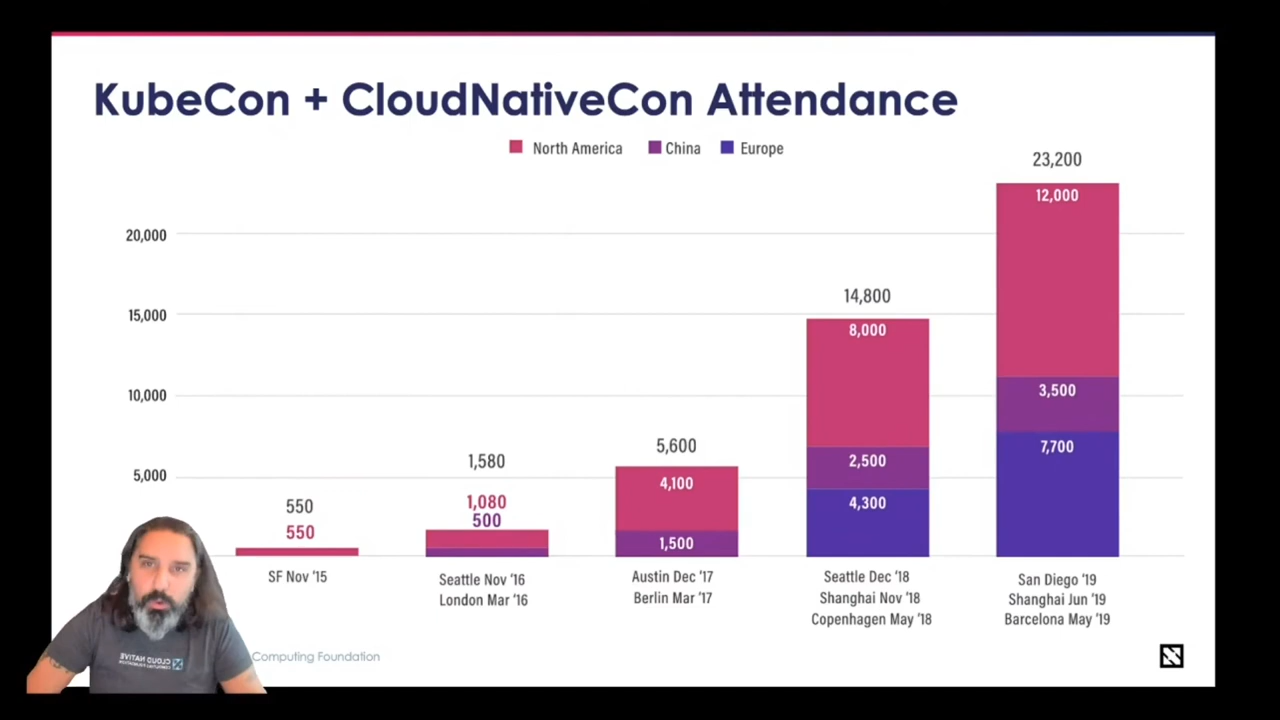 KubeCon + CloudNativeCon Attendance
North America China Europe
23,200
12,000
20,000
15,000
14,800
8,000
10,000
3,500
5,600
7,700
1,580
2,500
5,000
4,100
4,300
550
1,080
550
500
1,500
SF Nov '15
Seattle Nov '16
London Mar '16
Austin Dec '17
Berlin Mar '17
Seattle Dec '18
Shanghai Nov '18
Copenhagen May '18
San Diego '19
Shanghai Jun '19
Barcelona May '19
Computing Foundation
CLOUD NATIVE
COMPUTING FOUNDATION